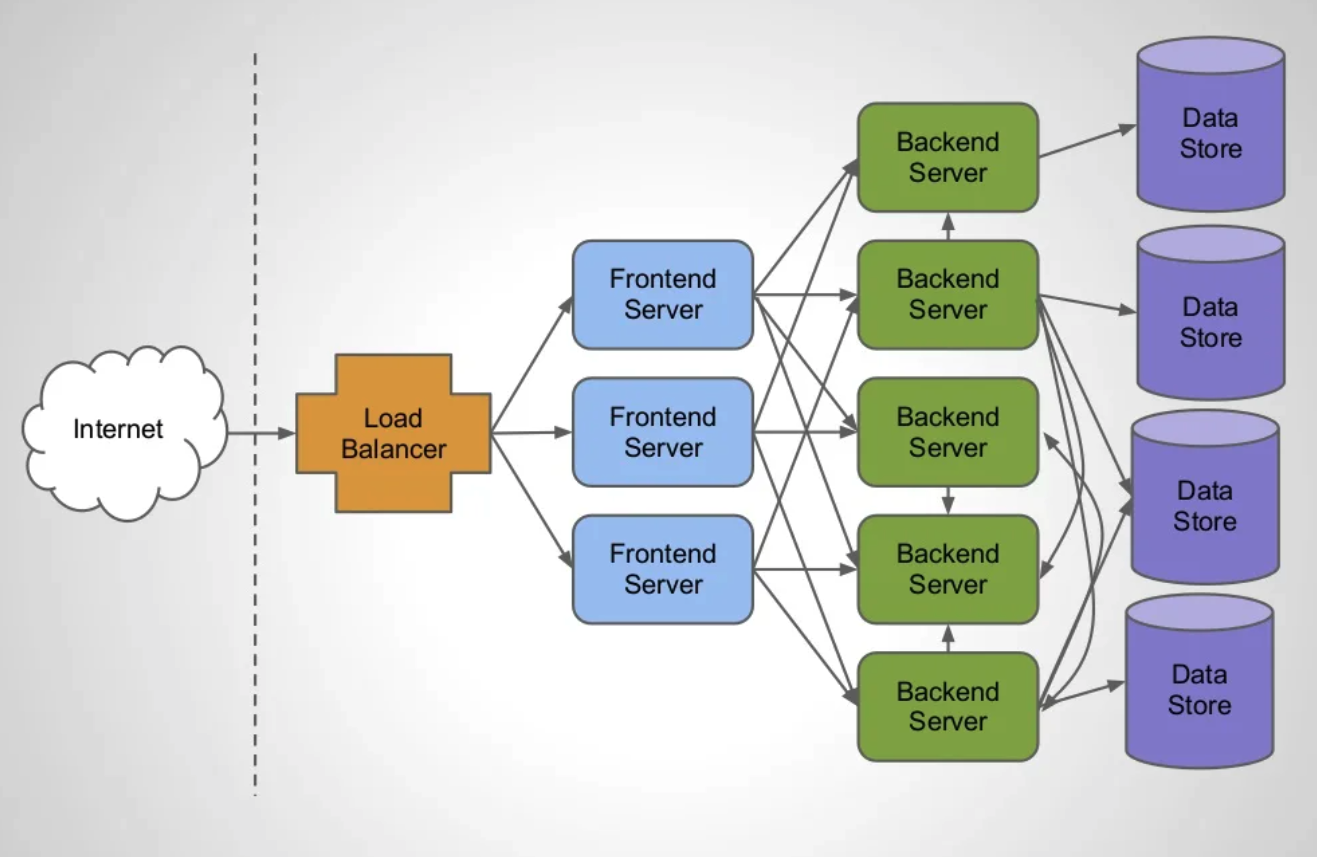 Internet
Load
Balancer
Frontend
Server
Frontend
Server
Frontend
Server
Backend
Server
Backend
Server
Backend
Server
Backend
Server
Backend
Server
Data
Store
Data
Store
Data
Store
Data
Store